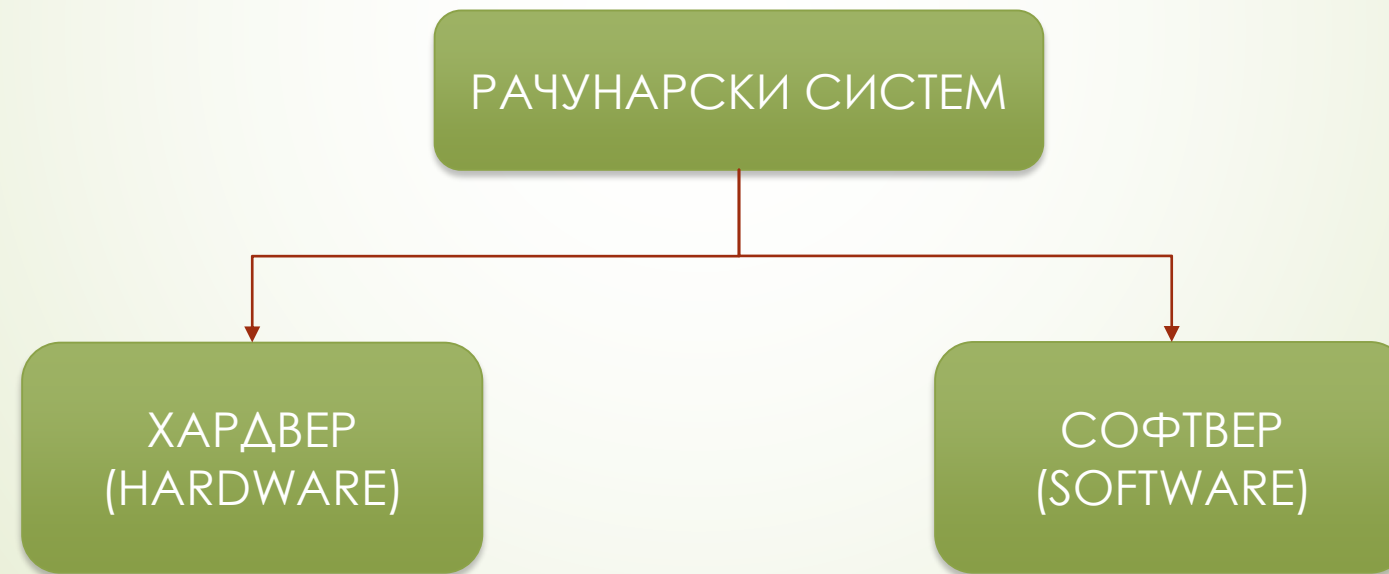 РАЧУНАРСКИ СИСТЕМ
ХАРДВЕР
(HARDWARE)
СОФТВЕР
(SOFTWARE)